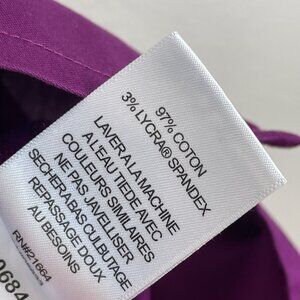 97% COTON
3% LYCRA® SPANDEX
LAVER A LA MACHINE
A L'EAU TIEDE AVEC
COULEURS SIMILAIRES
NE PAS JAVELLISER
SECHER A BAS CULBUTAGE
REPASSAGE DOUX
AU BESOINS
RN#21664
0684